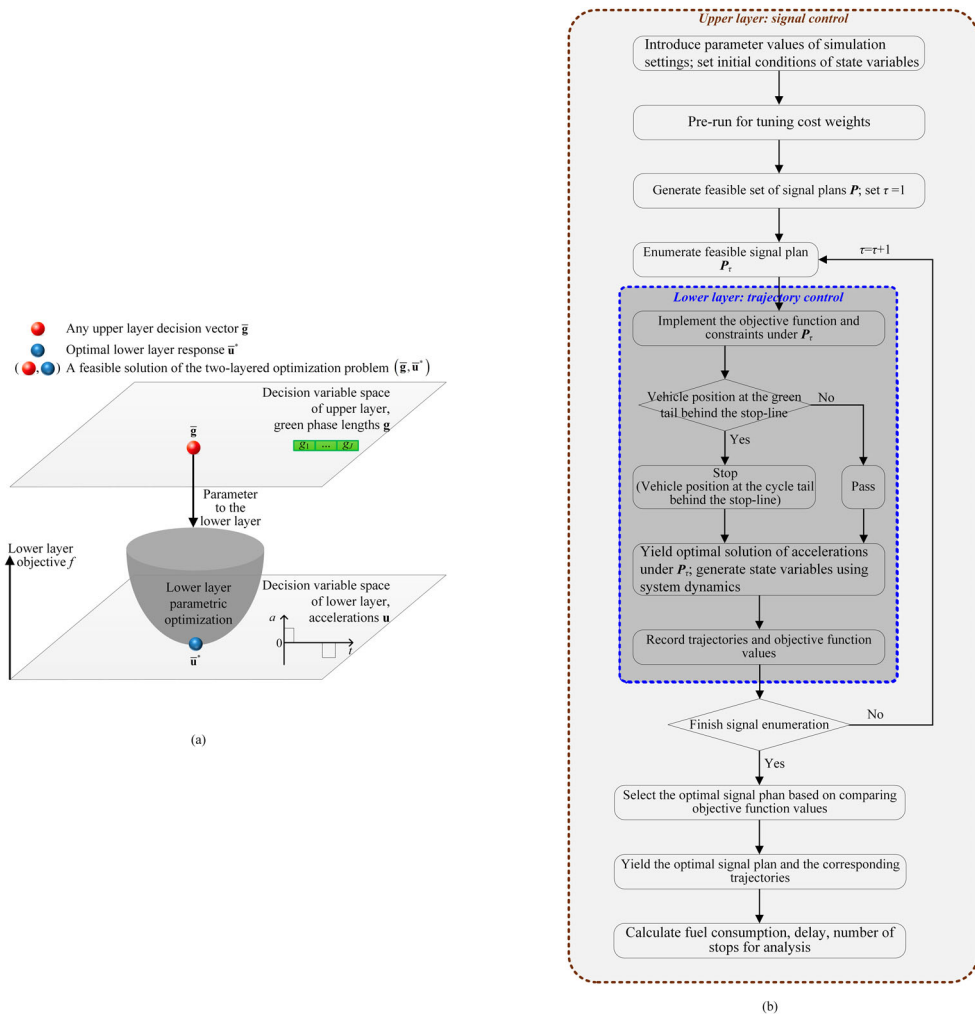 Any upper layer decision vector ḡ
Optimal lower layer response ū*
( , ) A feasible solution of the two-layered optimization problem (ḡ, ū*)
Decision variable space
of upper layer,
green phase lengths g
ḡ
g1 ... gJ
Parameter
to the
lower layer
Lower layer
objective f
Lower layer
parametric
optimization
Decision variable space
of lower layer,
accelerations u
a
0
t
ū*
(a)
Upper layer: signal control
Introduce parameter values of simulation
settings; set initial conditions of state variables
Pre-run for tuning cost weights
Generate feasible set of signal plans P; set τ =1
Enumerate feasible signal plan
Pτ
τ=τ+1
Lower layer: trajectory control
Implement the objective function and
constraints under Pτ
Vehicle position at the green
tail behind the stop-line
No
Yes
Stop
(Vehicle position at the cycle tail
behind the stop-line)
Pass
Yield optimal solution of accelerations
under Pτ; generate state variables using
system dynamics
Record trajectories and objective function
values
Finish signal enumeration
No
Yes
Select the optimal signal phan based on comparing
objective function values
Yield the optimal signal plan and the corresponding
trajectories
Calculate fuel consumption, delay, number of
stops for analysis
(b)